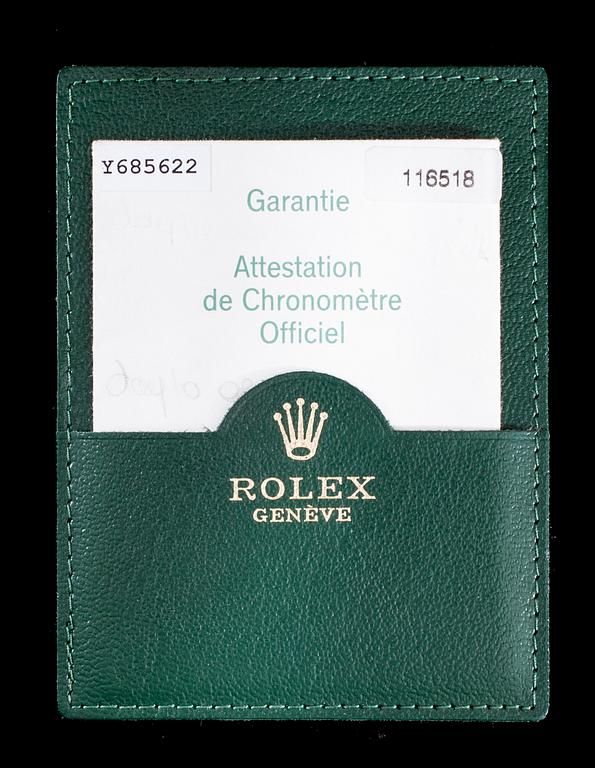 Y685622
116518
Garantie
Attestation
de Chronomètre
Officiel
ROLEX
GENÈVE